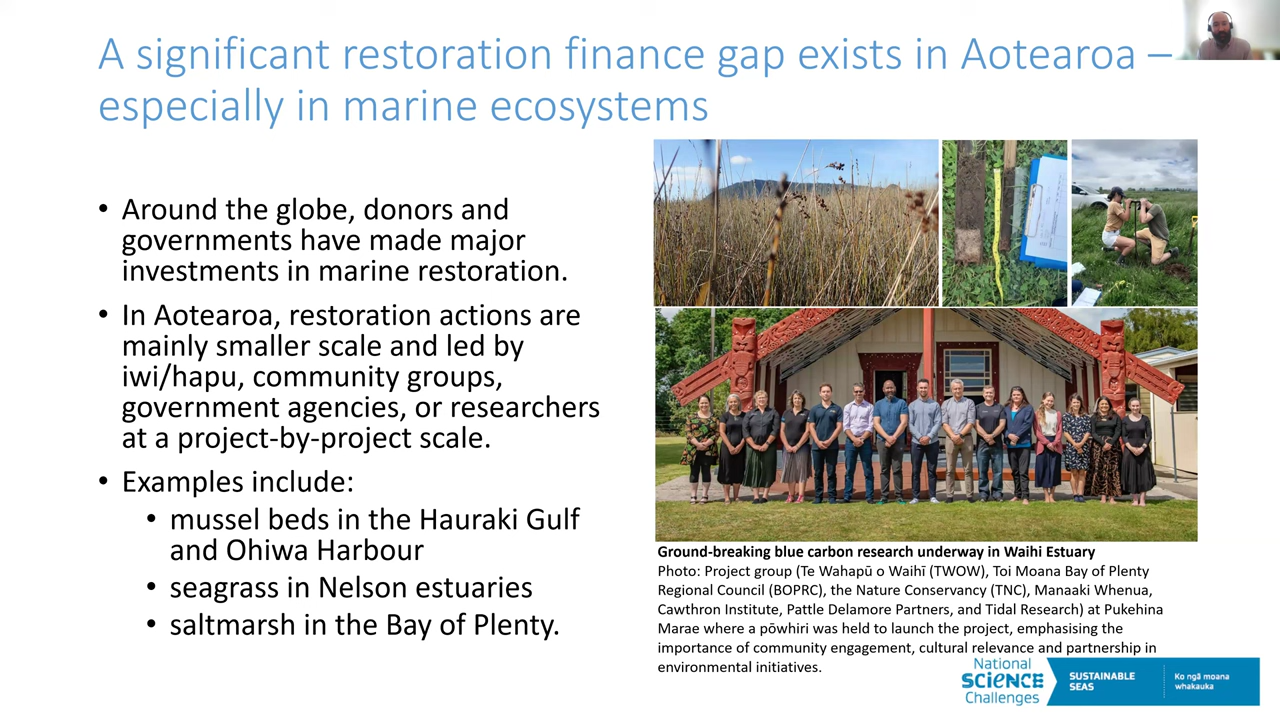 A significant restoration finance gap exists in Aotearoa –
especially in marine ecosystems
• Around the globe, donors and
governments have made major
investments in marine restoration.
• In Aotearoa, restoration actions are
mainly smaller scale and led by
iwi/hapu, community groups,
government agencies, or researchers
at a project-by-project scale.
• Examples include:
• mussel beds in the Hauraki Gulf
and Ohiwa Harbour
• seagrass in Nelson estuaries
• saltmarsh in the Bay of Plenty.
Ground-breaking blue carbon research underway in Waihi Estuary
Photo: Project group (Te Wahapū o Waihī (TWOW), Toi Moana Bay of Plenty
Regional Council (BOPRC), the Nature Conservancy (TNC), Manaaki Whenua,
Cawthron Institute, Pattle Delamore Partners, and Tidal Research) at Pukehina
Marae where a pōwhiri was held to launch the project, emphasising the
importance of community engagement, cultural relevance and partnership in
environmental initiatives.
National
SCIENCE
Challenges
SUSTAINABLE
SEAS
Ko ngā moana
whakauka